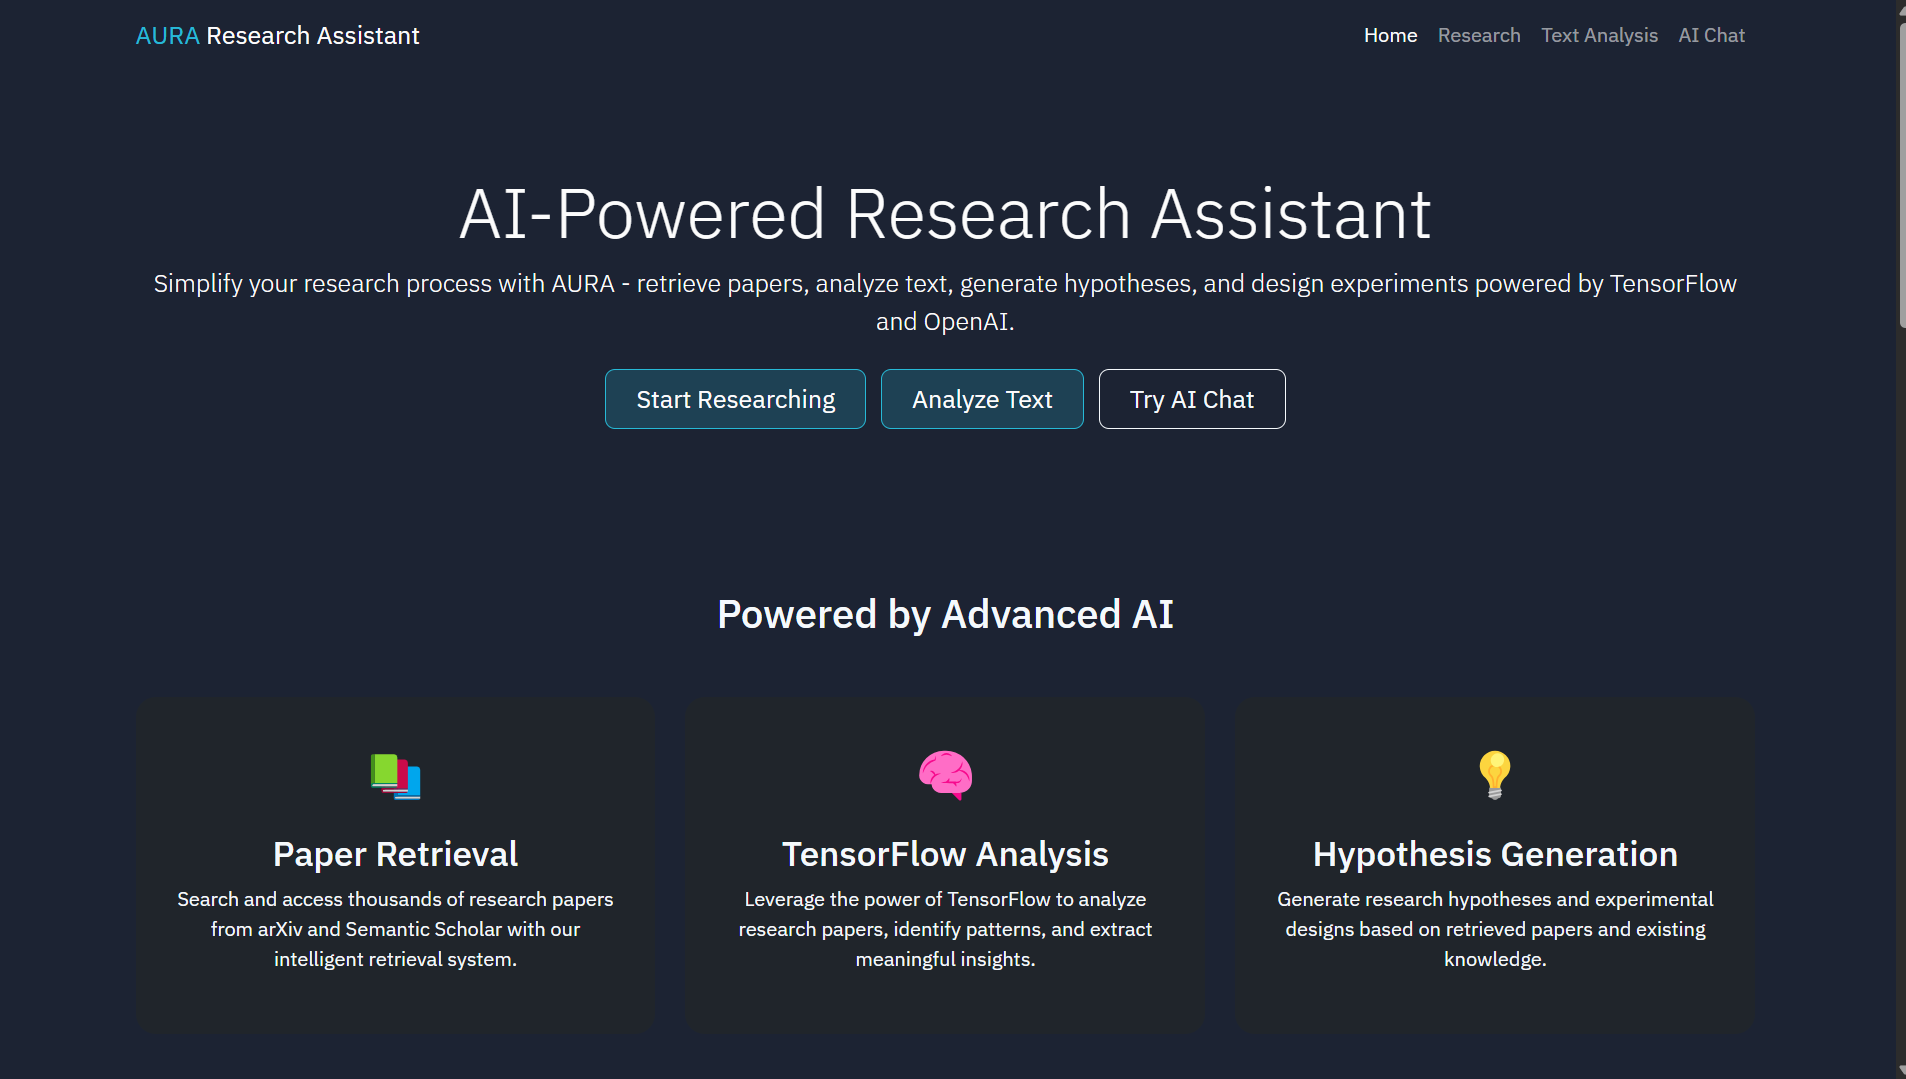 AURA Research Assistant
Home Research Text Analysis AI Chat
AI-Powered Research Assistant
Simplify your research process with AURA - retrieve papers, analyze text, generate hypotheses, and design experiments powered by TensorFlow
and OpenAI.
Start Researching
Analyze Text
Try AI Chat
Powered by Advanced AI
Paper Retrieval
Search and access thousands of research papers
from arXiv and Semantic Scholar with our
intelligent retrieval system.
TensorFlow Analysis
Leverage the power of TensorFlow to analyze
research papers, identify patterns, and extract
meaningful insights.
Hypothesis Generation
Generate research hypotheses and experimental
designs based on retrieved papers and existing
knowledge.